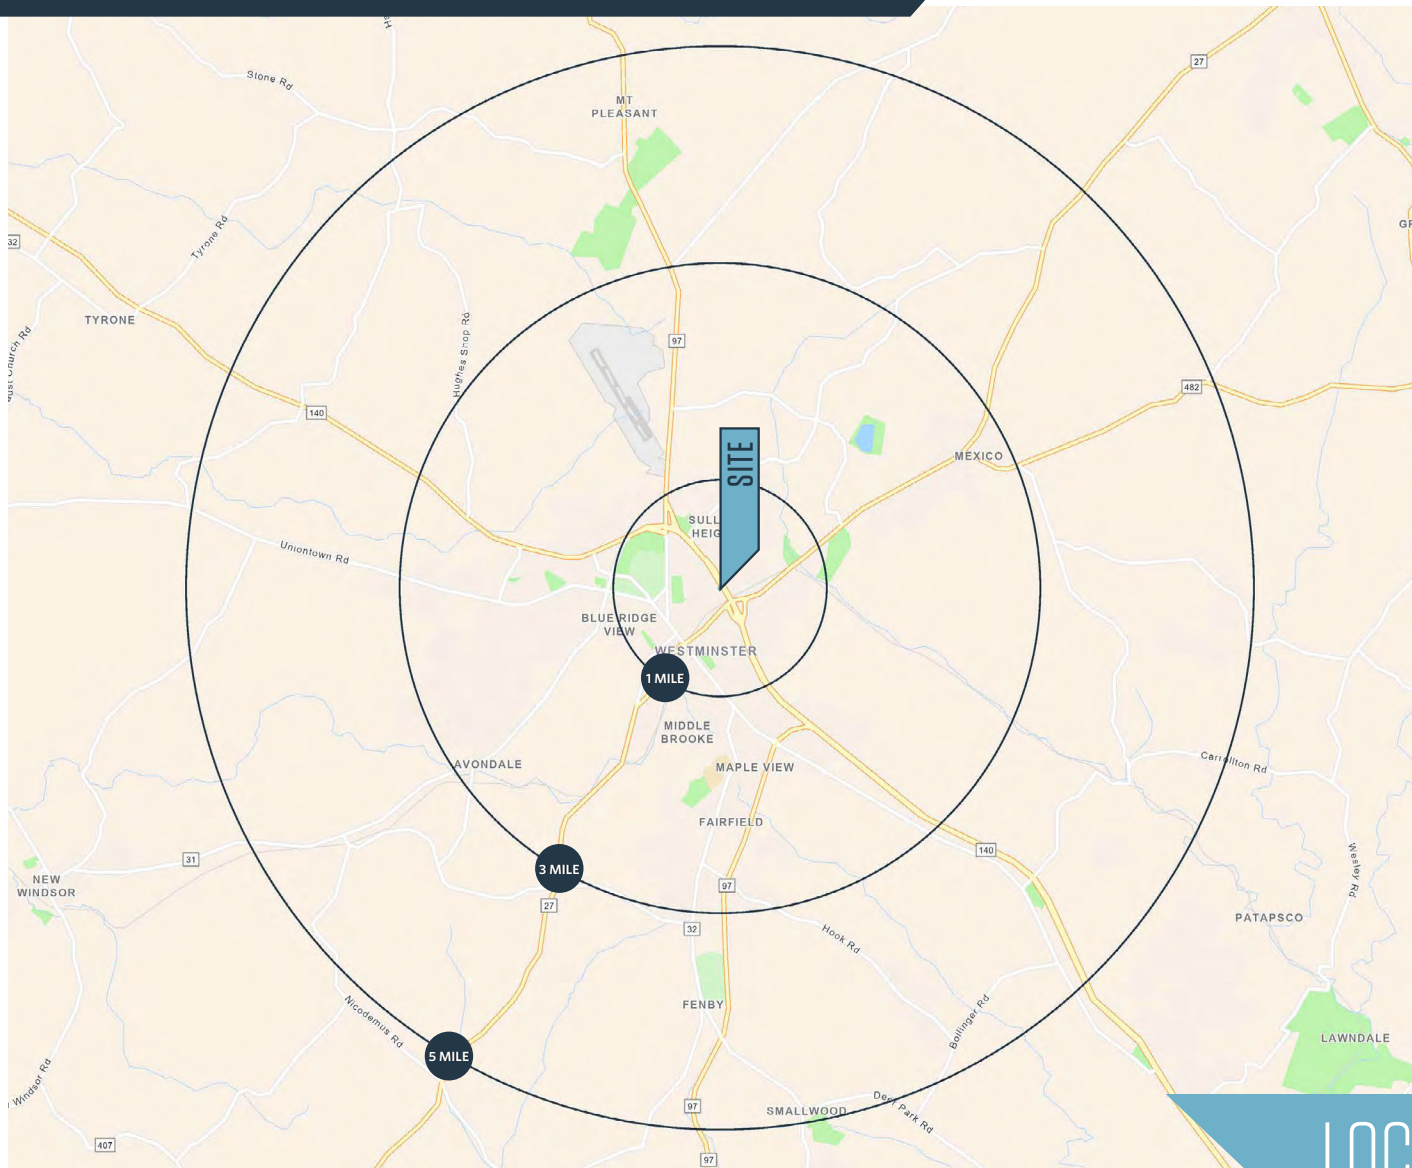 27
Stone Rd
MT
PLEASANT
32
Tyrone Rd
TYRONE
Hughes Shop Rd
97
482
140
MEXICO
SITE
Uniontown Rd
BLUE RIDGE
VIEW
WESTMINSTER
1 MILE
MIDDLE
BROOKE
MAPLE VIEW
AVONDALE
Carrollton Rd
FAIRFIELD
140
31
3 MILE
NEW
WINDSOR
97
27
Wesley Rd
PATAPSCO
32
Hook Rd
FENBY
Nicodemus Rd
Bollinger Rd
LAWNDALE
5 MILE
Windsor Rd
97
SMALLWOOD
Deer Park Rd
407
97